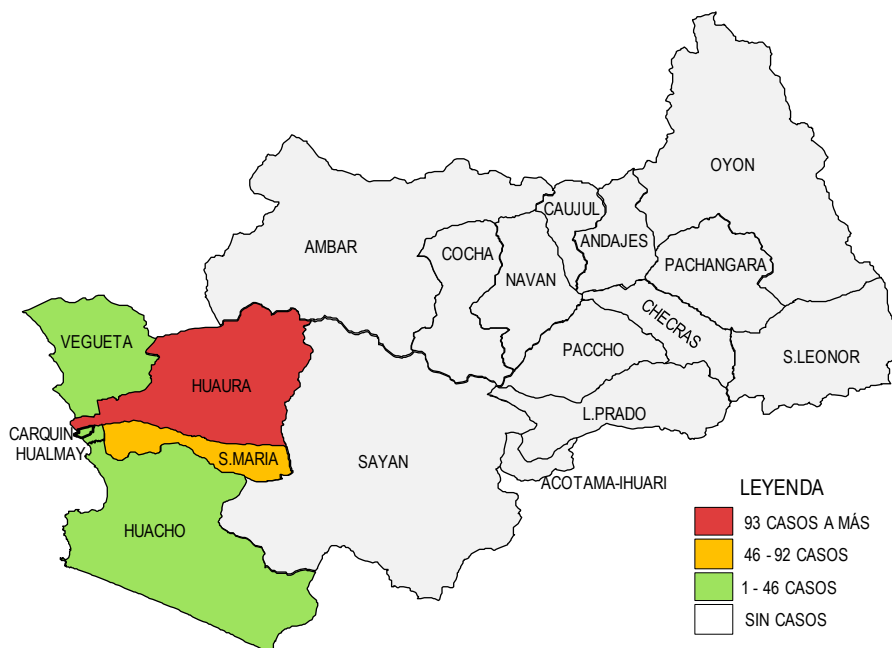 OYON
CAUJUL
ANDAJES
AMBAR
COCHA
NAVAN
PACHANGARA
CHECRAS
VEGUETA
PACCHO
S.LEONOR
HUAURA
L.PRADO
CARQUIN
HUALMAY
S.MARIA
SAYAN
ACOTAMA-IHUARI
HUACHO
LEYENDA
93 CASOS A MÁS
46 - 92 CASOS
1 - 46 CASOS
SIN CASOS